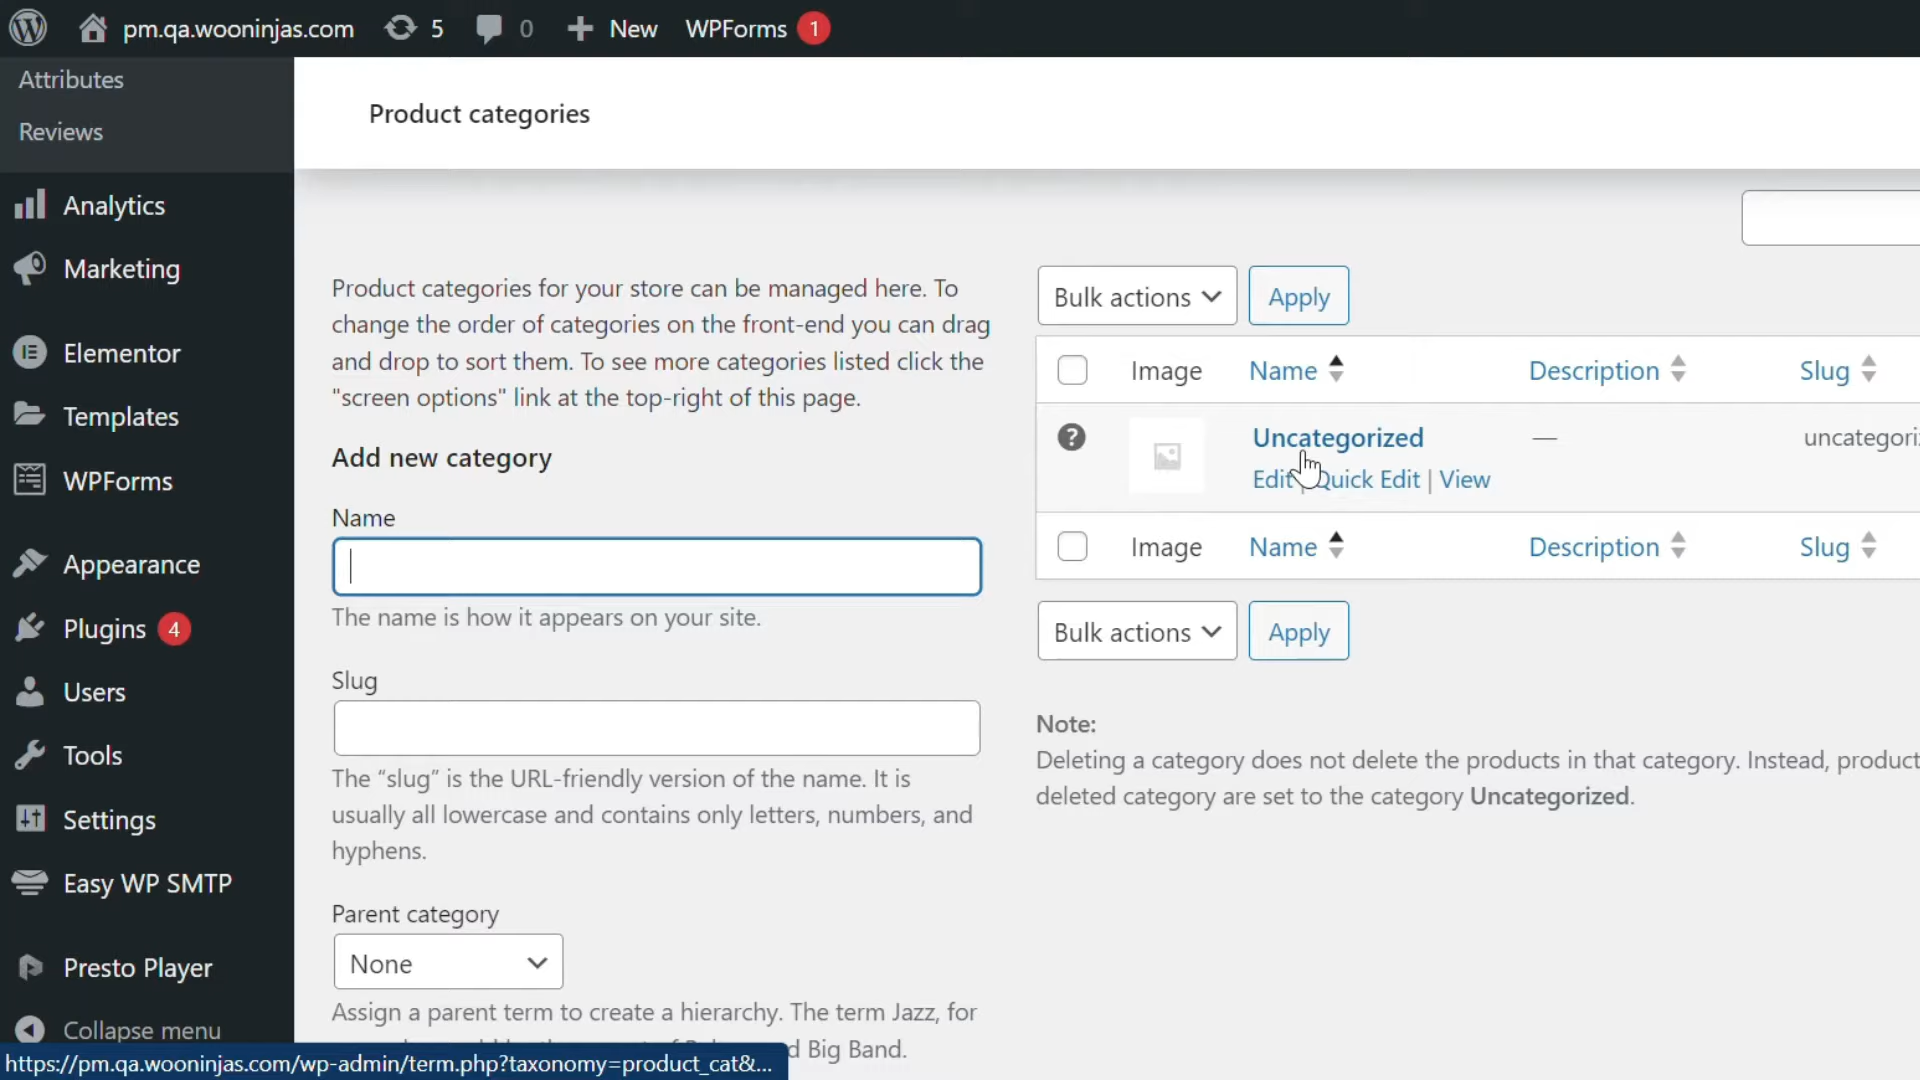 pm.qa.wooninjas.com 5 0 New WPForms 1
Attributes
Reviews
Analytics
Marketing
Elementor
Templates
WPForms
Appearance
Plugins 4
Users
Tools
Settings
Easy WP SMTP
Presto Player
Collapse menu
Product categories
Product categories for your store can be managed here. To
change the order of categories on the front-end you can drag
and drop to sort them. To see more categories listed click the
"screen options" link at the top-right of this page.
Add new category
Name
The name is how it appears on your site.
Slug
The “slug” is the URL-friendly version of the name. It is
usually all lowercase and contains only letters, numbers, and
hyphens.
Parent category
None
Assign a parent term to create a hierarchy. The term Jazz, for
d Big Band.
Bulk actions Apply
Image Name Description Slug
Uncategorized — uncategori
Edit | Quick Edit | View
Image Name Description Slug
Bulk actions Apply
Note:
Deleting a category does not delete the products in that category. Instead, product
deleted category are set to the category Uncategorized.
https://pm.qa.wooninjas.com/wp-admin/term.php?taxonomy=product_cat&...